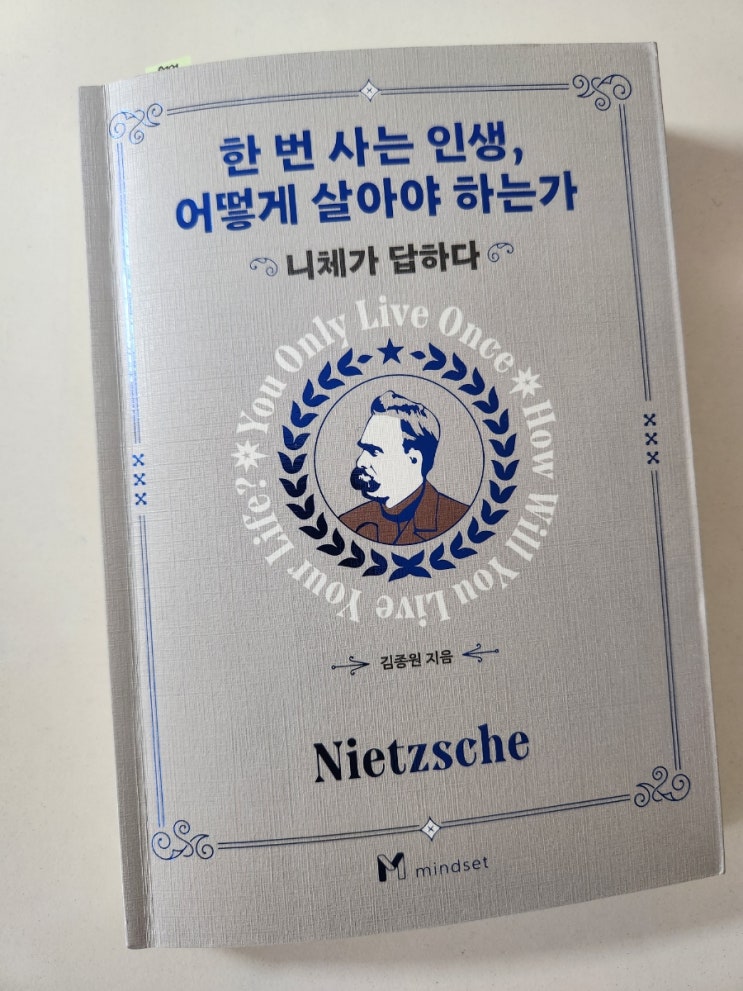 한 번 사는 인생,
어떻게 살아야 하는가
니체가 답하다
You Only Live Once
How Will You Live Your Life?
김종원 지음
Nietzsche
M mindset